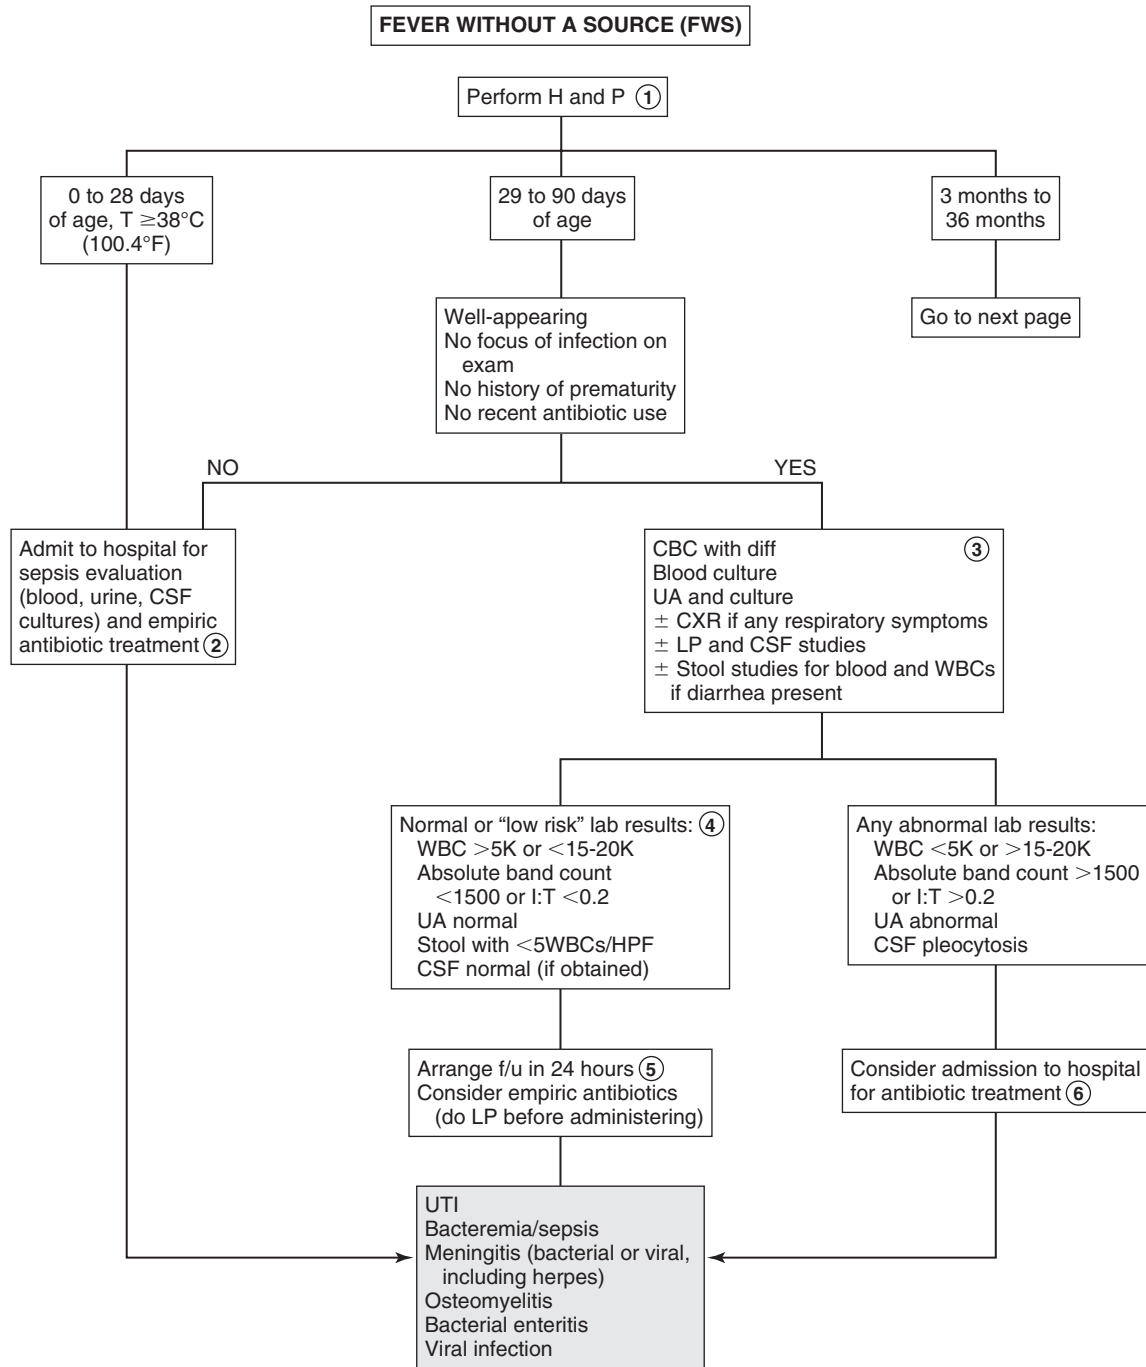 FEVER WITHOUT A SOURCE (FWS)
Perform H and P 1
0 to 28 days
of age, T ≥38°C
(100.4°F)
29 to 90 days
of age
3 months to
36 months
Go to next page
Well-appearing
No focus of infection on
exam
No history of prematurity
No recent antibiotic use
NO
YES
Admit to hospital for
sepsis evaluation
(blood, urine, CSF
cultures) and empiric
antibiotic treatment 2
CBC with diff 3
Blood culture
UA and culture
± CXR if any respiratory symptoms
± LP and CSF studies
± Stool studies for blood and WBCs
if diarrhea present
Normal or “low risk” lab results: 4
WBC >5K or <15-20K
Absolute band count
<1500 or I:T <0.2
UA normal
Stool with <5WBCs/HPF
CSF normal (if obtained)
Any abnormal lab results:
WBC <5K or >15-20K
Absolute band count >1500
or I:T >0.2
UA abnormal
CSF pleocytosis
Arrange f/u in 24 hours 5
Consider empiric antibiotics
(do LP before administering)
Consider admission to hospital
for antibiotic treatment 6
UTI
Bacteremia/sepsis
Meningitis (bacterial or viral,
including herpes)
Osteomyelitis
Bacterial enteritis
Viral infection